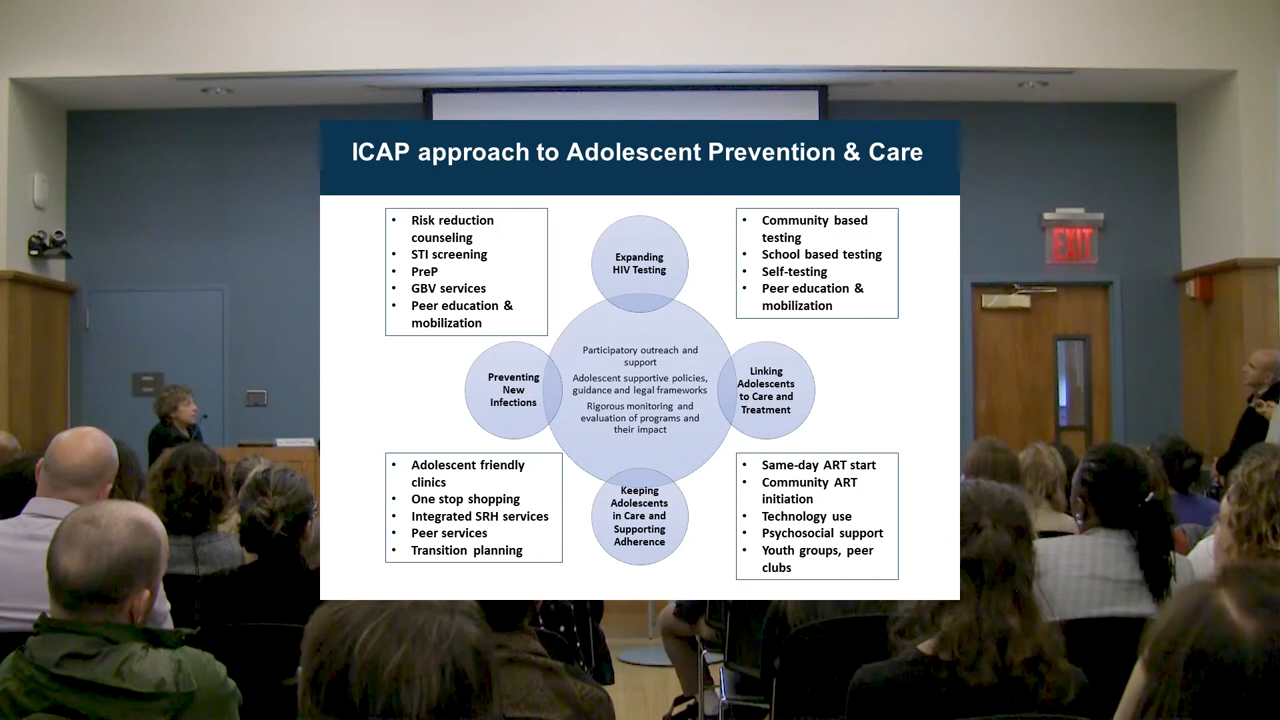 ICAP approach to Adolescent Prevention & Care
• Risk reduction
counseling
• STI screening
• PreP
• GBV services
• Peer education &
mobilization
Expanding
HIV Testing
• Community based
testing
• School based testing
• Self-testing
• Peer education &
mobilization
EXIT
Preventing
New
Infections
Participatory outreach and
support
Adolescent supportive policies,
guidance and legal frameworks
Rigorous monitoring and
evaluation of programs and
their impact
Linking
Adolescents
to Care and
Treatment
• Adolescent friendly
clinics
• One stop shopping
• Integrated SRH services
• Peer services
• Transition planning
Keeping
Adolescents
in Care and
Supporting
Adherence
• Same-day ART start
• Community ART
initiation
• Technology use
• Psychosocial support
• Youth groups, peer
clubs